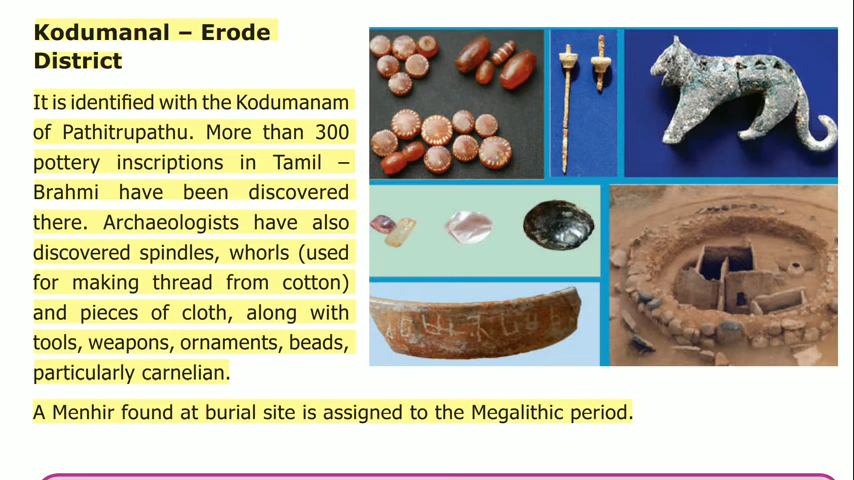 Kodumanal – Erode
District
It is identified with the Kodumanam
of Pathitrupathu. More than 300
pottery inscriptions in Tamil –
Brahmi have been discovered
there. Archaeologists have also
discovered spindles, whorls (used
for making thread from cotton)
and pieces of cloth, along with
tools, weapons, ornaments, beads,
particularly carnelian.
A Menhir found at burial site is assigned to the Megalithic period.